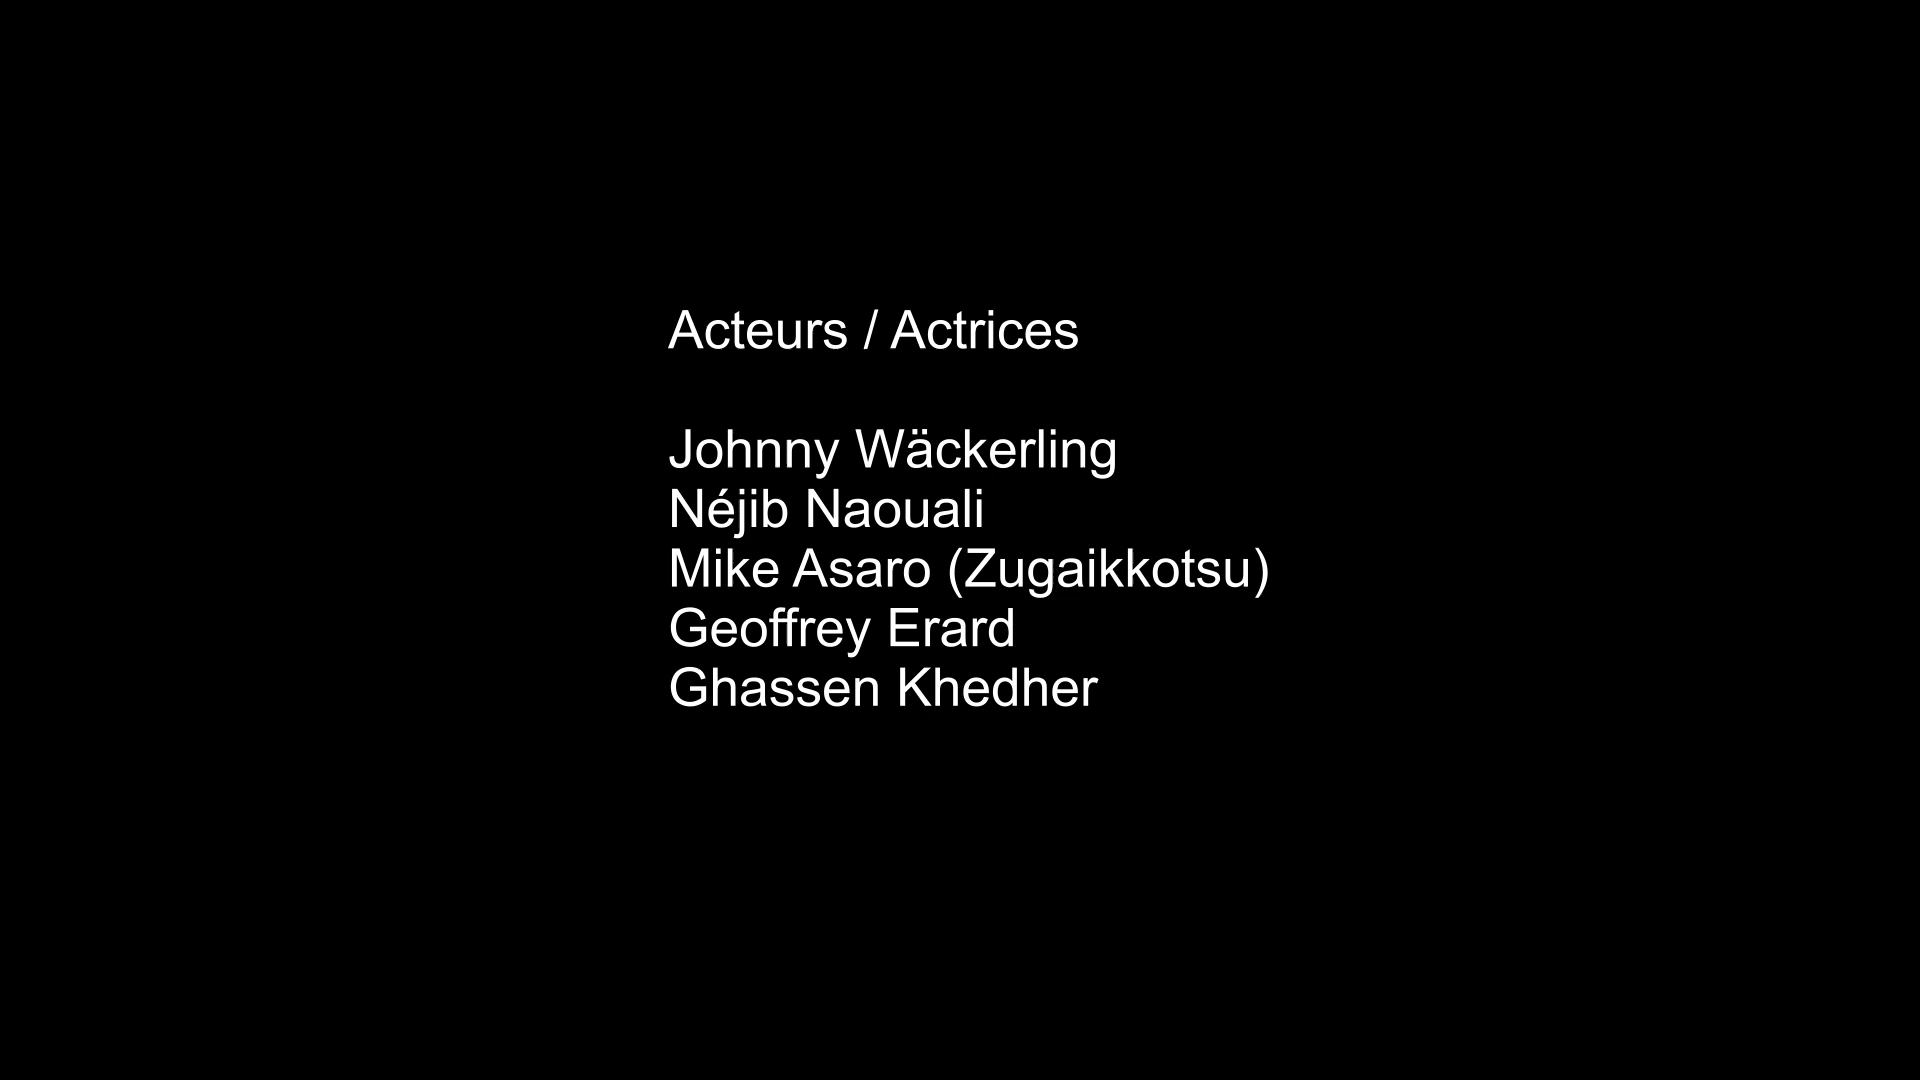 Acteurs / Actrices
Johnny Wäckerling
Néjib Naouali
Mike Asaro (Zugaikkotsu)
Geoffrey Erard
Ghassen Khedher